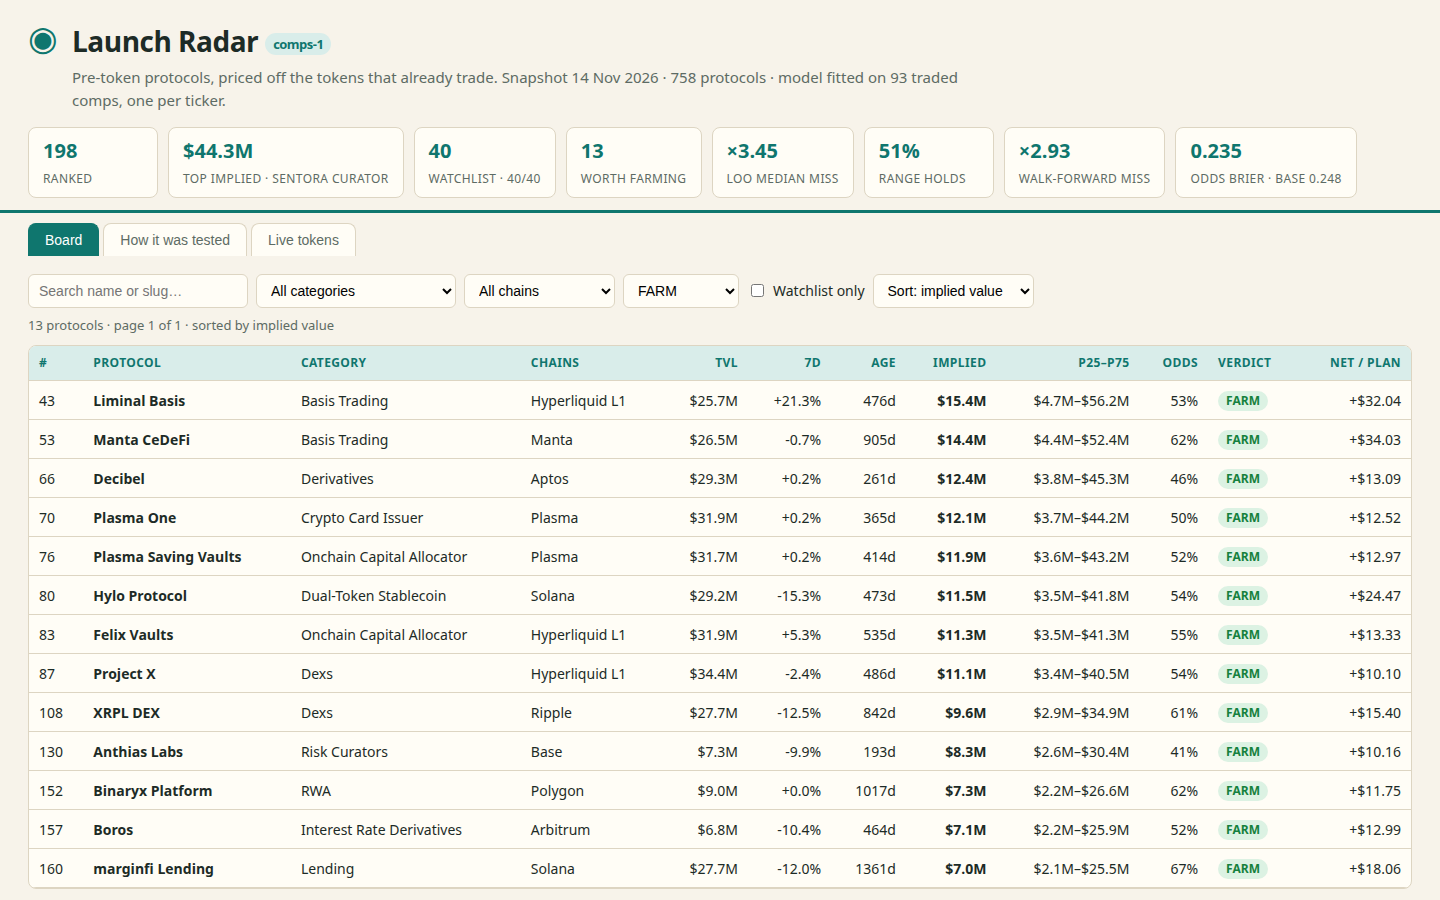 Launch Radar comps-1
Pre-token protocols, priced off the tokens that already trade. Snapshot 14 Nov 2026 · 758 protocols · model fitted on 93 traded
comps, one per ticker.
198 $44.3M 40 13 ×3.45 51% ×2.93 0.235
RANKED TOP IMPLIED · SENTORA CURATOR WATCHLIST · 40/40 WORTH FARMING LOO MEDIAN MISS RANGE HOLDS WALK-FORWARD MISS ODDS BRIER · BASE 0.248
Board How it was tested Live tokens
Search name or slug… All categories All chains FARM Watchlist only Sort: implied value
13 protocols · page 1 of 1 · sorted by implied value
# PROTOCOL CATEGORY CHAINS TVL 7D AGE IMPLIED P25–P75 ODDS VERDICT NET / PLAN
43 Liminal Basis Basis Trading Hyperliquid L1 $25.7M +21.3% 476d $15.4M $4.7M–$56.2M 53% FARM +$32.04
53 Manta CeDeFi Basis Trading Manta $26.5M -0.7% 905d $14.4M $4.4M–$52.4M 62% FARM +$34.03
66 Decibel Derivatives Aptos $29.3M +0.2% 261d $12.4M $3.8M–$45.3M 46% FARM +$13.09
70 Plasma One Crypto Card Issuer Plasma $31.9M +0.2% 365d $12.1M $3.7M–$44.2M 50% FARM +$12.52
76 Plasma Saving Vaults Onchain Capital Allocator Plasma $31.7M +0.2% 414d $11.9M $3.6M–$43.2M 52% FARM +$12.97
80 Hylo Protocol Dual-Token Stablecoin Solana $29.2M -15.3% 473d $11.5M $3.5M–$41.8M 54% FARM +$24.47
83 Felix Vaults Onchain Capital Allocator Hyperliquid L1 $31.9M +5.3% 535d $11.3M $3.5M–$41.3M 55% FARM +$13.33
87 Project X Dexs Hyperliquid L1 $34.4M -2.4% 486d $11.1M $3.4M–$40.5M 54% FARM +$10.10
108 XRPL DEX Dexs Ripple $27.7M -12.5% 842d $9.6M $2.9M–$34.9M 61% FARM +$15.40
130 Anthias Labs Risk Curators Base $7.3M -9.9% 193d $8.3M $2.6M–$30.4M 41% FARM +$10.16
152 Binaryx Platform RWA Polygon $9.0M +0.0% 1017d $7.3M $2.2M–$26.6M 62% FARM +$11.75
157 Boros Interest Rate Derivatives Arbitrum $6.8M -10.4% 464d $7.1M $2.2M–$25.9M 52% FARM +$12.99
160 marginfi Lending Lending Solana $27.7M -12.0% 1361d $7.0M $2.1M–$25.5M 67% FARM +$18.06